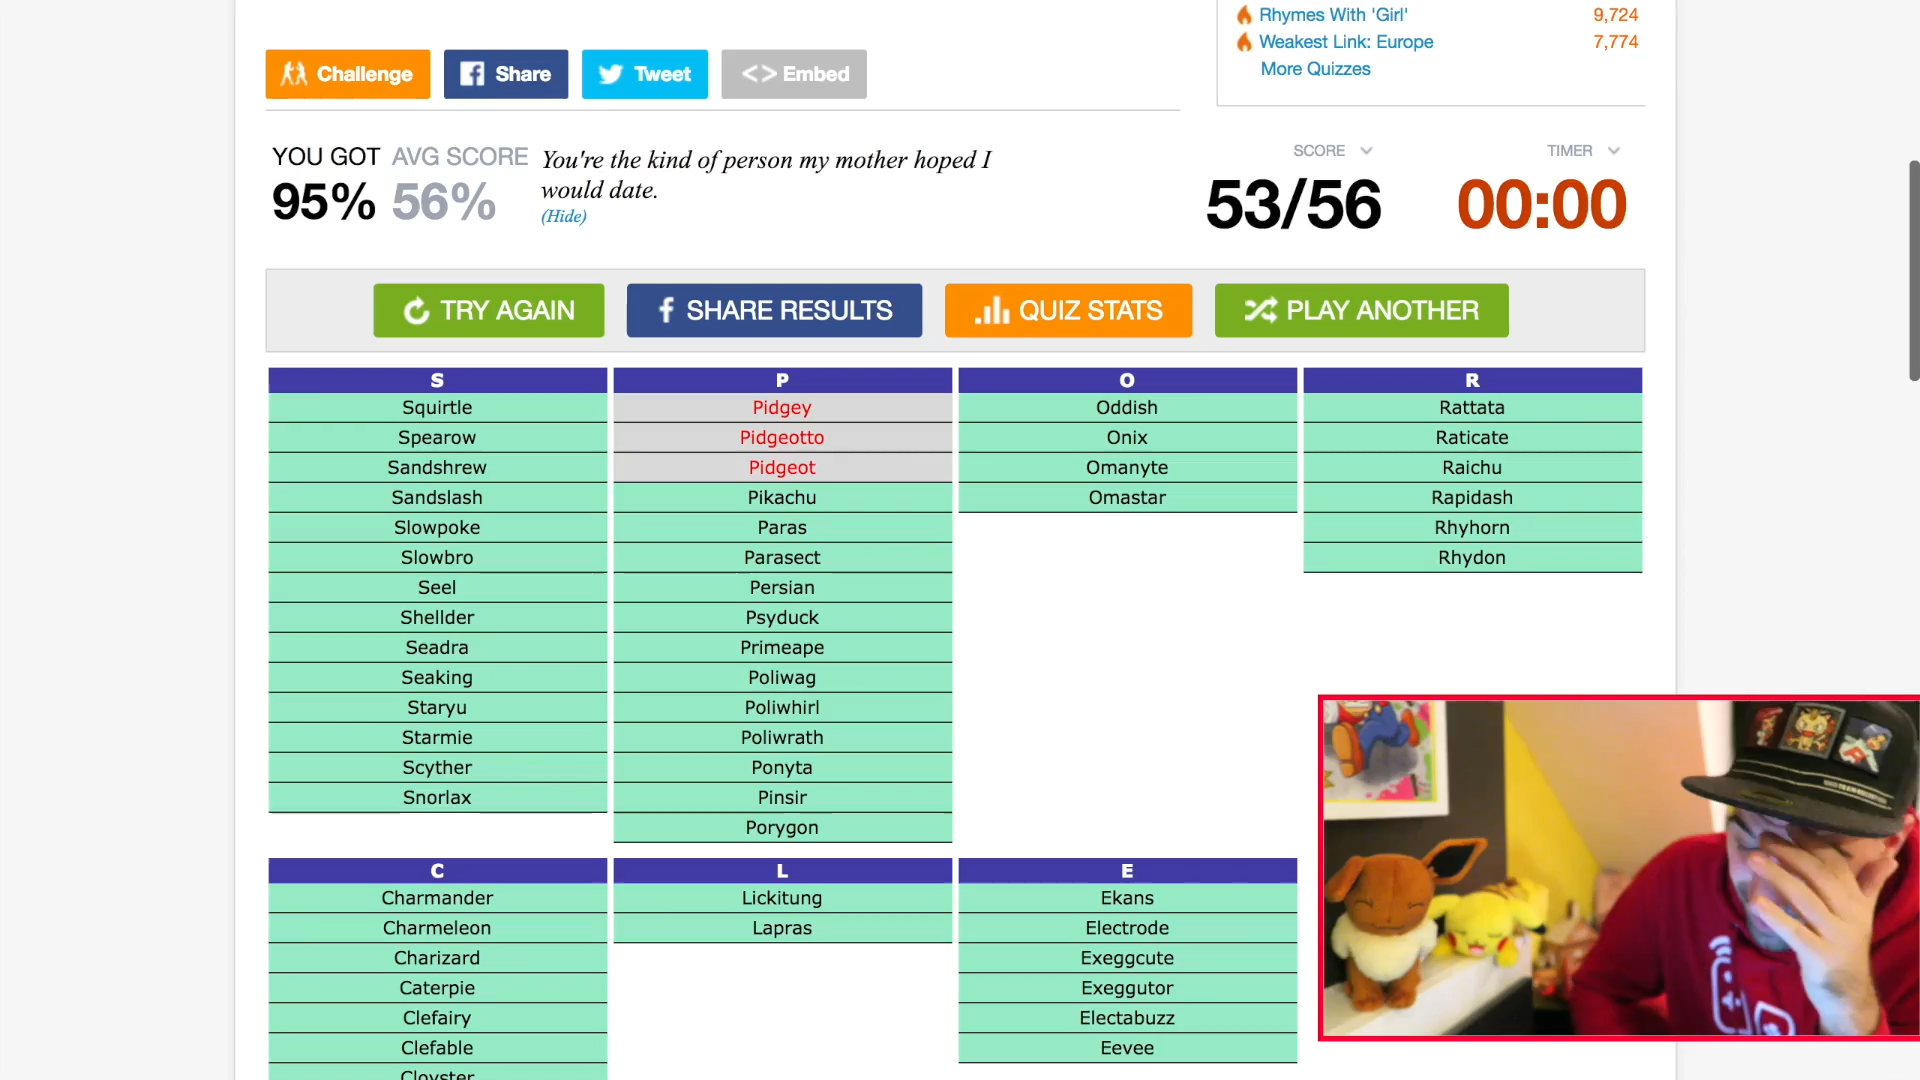 Rhymes With 'Girl' 9,724
Weakest Link: Europe 7,774
More Quizzes
Challenge Share Tweet <> Embed
YOU GOT AVG SCORE
95% 56%
You're the kind of person my mother hoped I
would date.
(Hide)
SCORE TIMER
53/56 00:00
TRY AGAIN SHARE RESULTS QUIZ STATS PLAY ANOTHER
S P O R
Squirtle Pidgey Oddish Rattata
Spearow Pidgeotto Onix Raticate
Sandshrew Pidgeot Omanyte Raichu
Sandslash Pikachu Omastar Rapidash
Slowpoke Paras Rhyhorn
Slowbro Parasect Rhydon
Seel Persian
Shellder Psyduck
Seadra Primeape
Seaking Poliwag
Staryu Poliwhirl
Starmie Poliwrath
Scyther Ponyta
Snorlax Pinsir
Porygon
C L E
Charmander Lickitung Ekans
Charmeleon Lapras Electrode
Charizard Exeggcute
Caterpie Exeggutor
Clefairy Electabuzz
Clefable Eevee
Cloyster